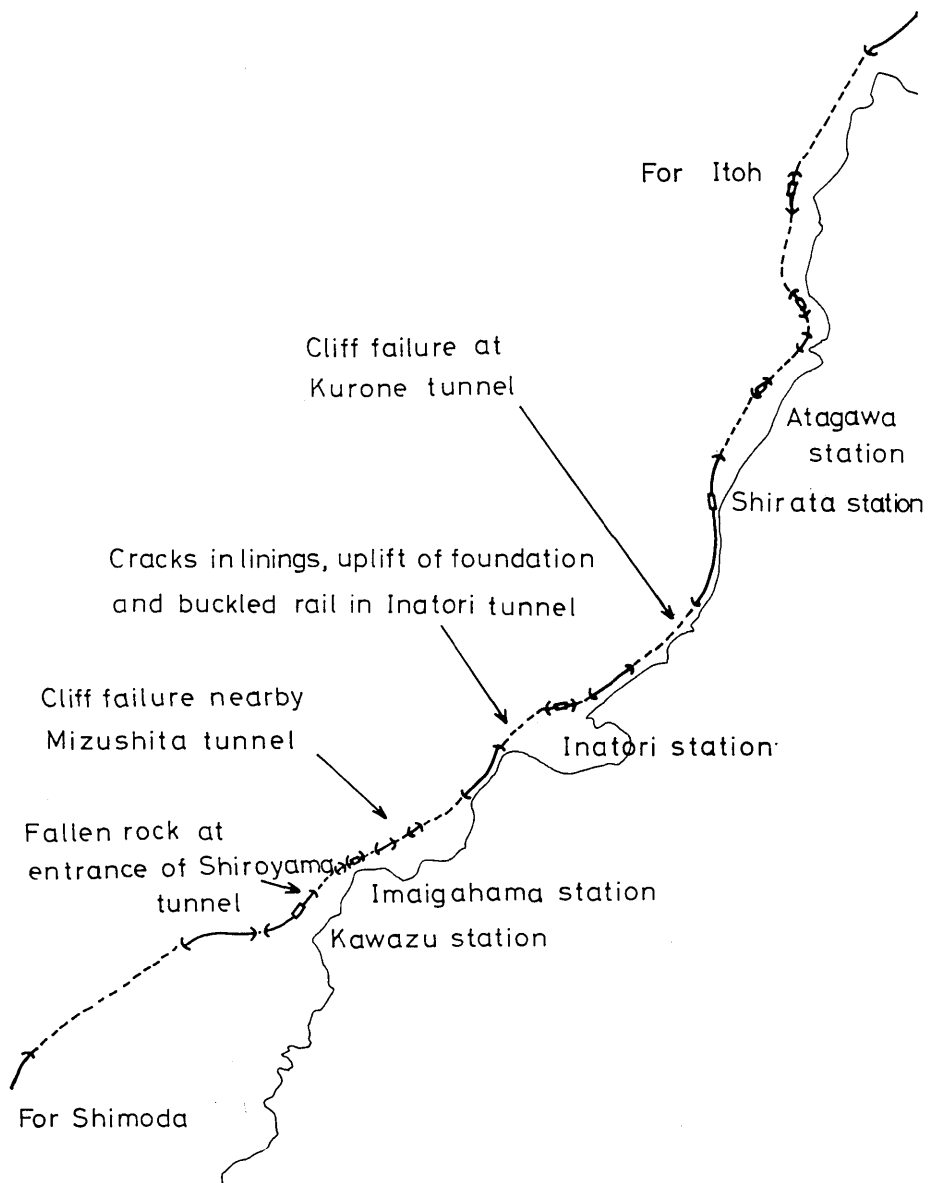 For Itoh
Cliff failure at
Kurone tunnel
Atagawa
station
Shirata station
Cracks in linings, uplift of foundation
and buckled rail in Inatori tunnel
Cliff failure nearby
Mizushita tunnel
Inatori station
Fallen rock at
entrance of Shiroyama
tunnel
Imaigahama station
Kawazu station
For Shimoda